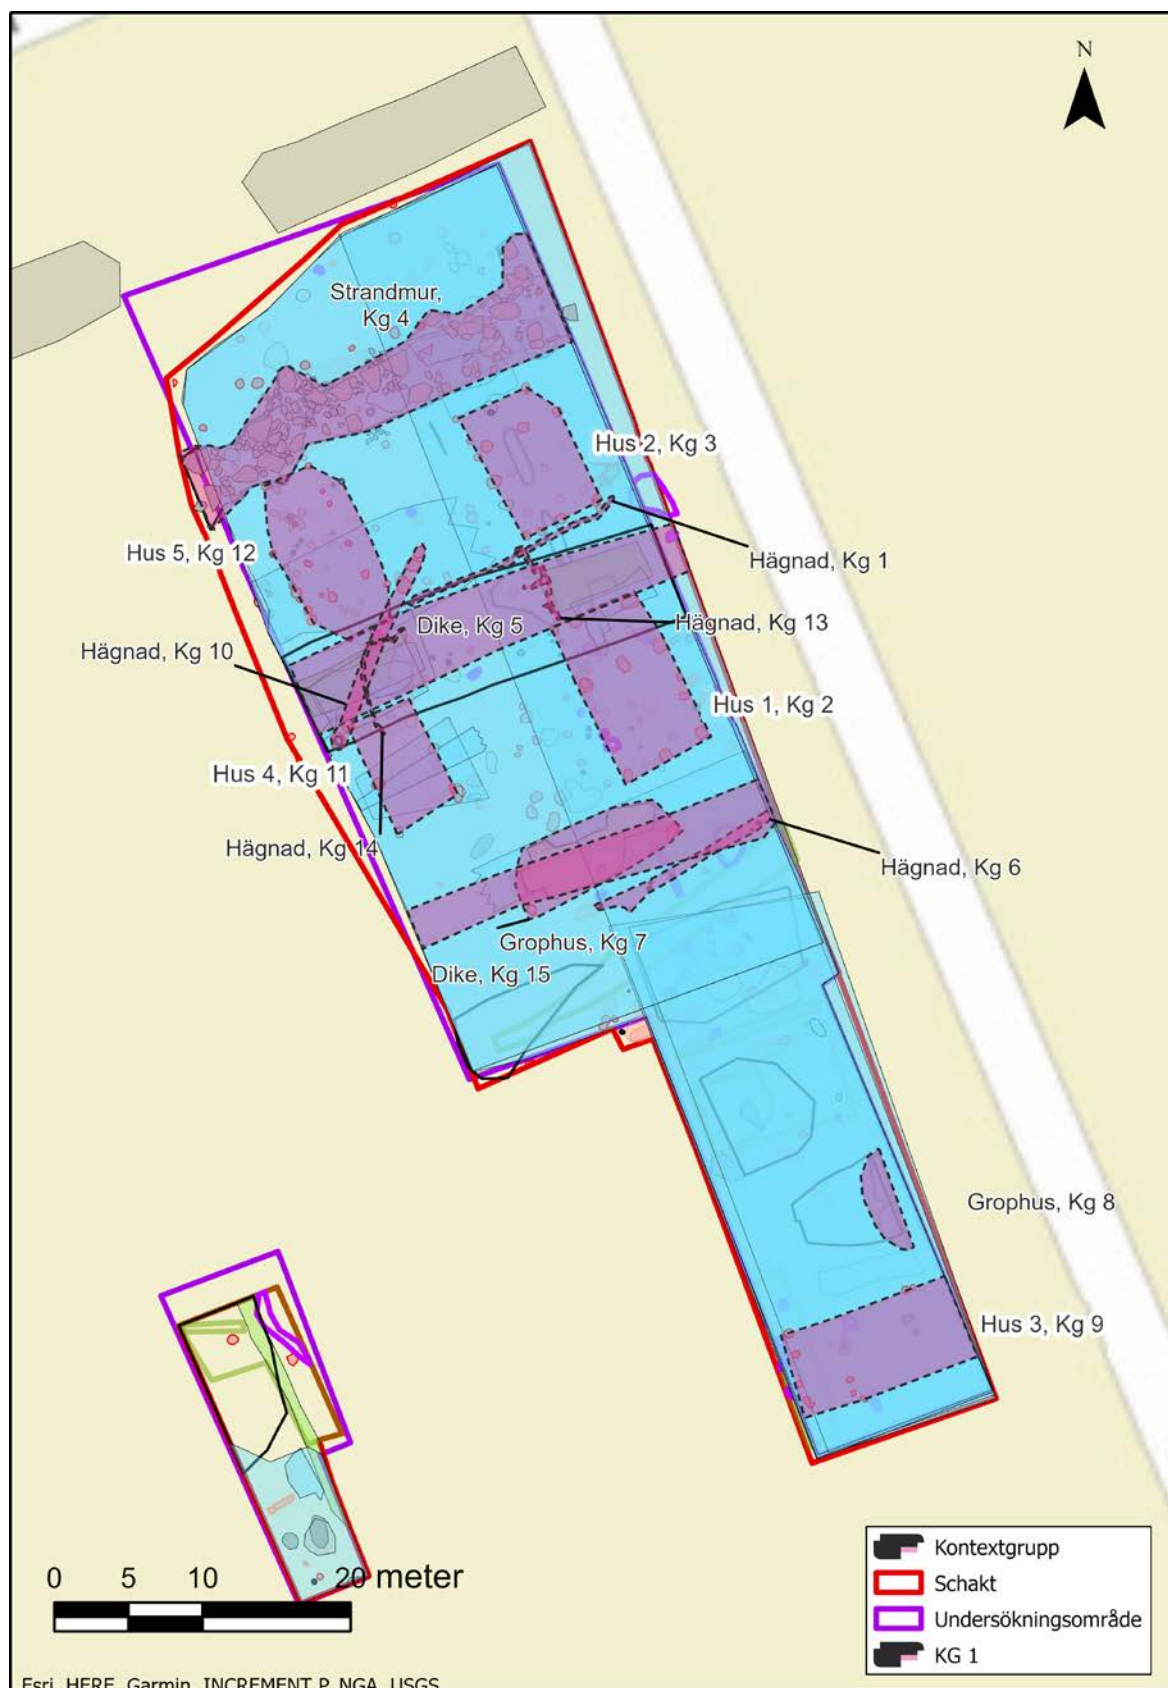 N
Strandmur,
Kg 4
Hus 2, Kg 3
Hus 5, Kg 12
Hägnad, Kg 1
Dike, Kg 5
Hägnad, Kg 13
Hägnad, Kg 10
Hus 1, Kg 2
Hus 4, Kg 11
Hägnad, Kg 14
Hägnad, Kg 6
Grophus, Kg 7
Dike, Kg 15
Grophus, Kg 8
Hus 3, Kg 9
0 5 10 20 meter
Kontextgrupp
Schakt
Undersökningsområde
KG 1
Esri, HERE, Garmin, INCREMENT P, NGA, USGS